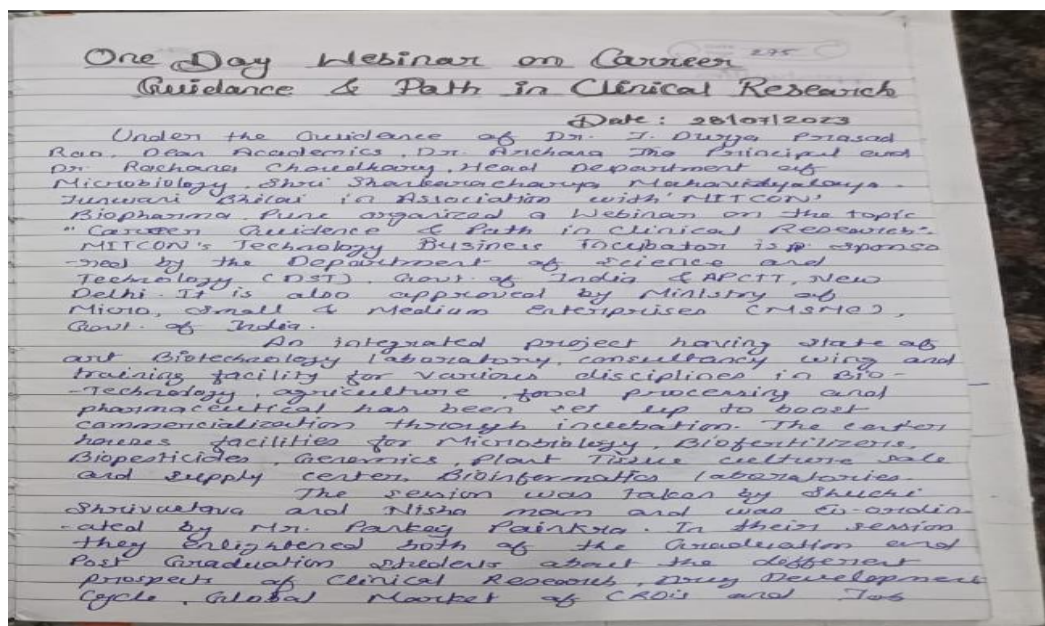 275
One Day Webinar on Carreer
Guidance & Path in Clinical Research
Date : 28/07/2023
Under the Guidance of Dr. J. Durga Prasad
Rao, Dean Academics, Dr. Archana Jha Principal and
Dr. Rachana Choudhary, Head Department of
Microbiology, Shri Shankaracharya Mahavidyalaya
Junwani Bhilai in Association with "MITCON"
Biopharma Pune organized a Webinar on the topic
"Carreer Guidence & Path in Clinical Research".
MITCON's Technology Business Incubator is sponso
-red by the Department of Science and
Technology (DST), Govt. of India & APCTT, New
Delhi. It is also approved by Ministry of
Micro, Small & Medium Enteriprises (MSME),
Govt. of India.
An integrated project having state of
art Biotechnology laboratory, consultancy wing and
training facility for various disciplines in Bio-
-Technology, agriculture, food processing and
pharmaceutical has been set up to boost
commercialization through incubation. The center
houses facilities for Microbiology, Biofertilizers,
Biopesticides, Genomics, Plant Tissue culture sale
and supply center, Bioinformatics laboratories.
The session was taken by Shuchi
Shrivastava and Nisha mam and was Co-ordin
-ated by Mr. Pankaj Painkra. In their session
they enlightened both of the Graduation and
Post Graduation students about the different
prospects of Clinical Research, Drug Development
Cycle, Global Market of CROs and Job